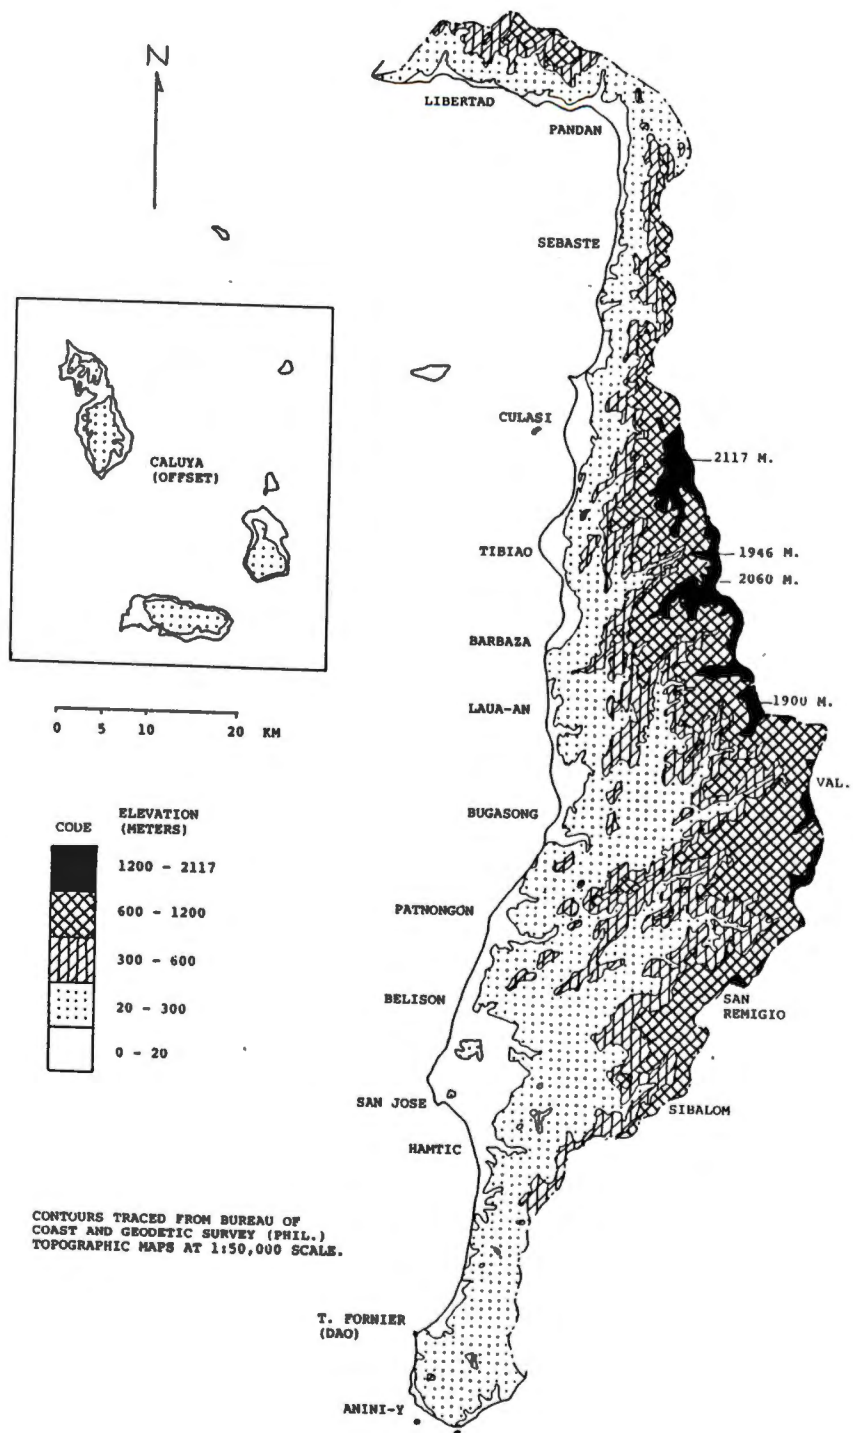 N
LIBERTAD
PANDAN
SEBASTE
CULASI
CALUYA
(OFFSET)
2117 M.
TIBIAO
1946 M.
2060 M.
BARBAZA
LAUA-AN
1900 M.
0 5 10 20 KM
VAL.
BUGASONG
CODE
ELEVATION
(METERS)
1200 - 2117
600 - 1200
300 - 600
20 - 300
0 - 20
PATNONGON
BELISON
SAN
REMIGIO
SAN JOSE
SIBALOM
HAMTIC
CONTOURS TRACED FROM BUREAU OF
COAST AND GEODETIC SURVEY (PHIL.)
TOPOGRAPHIC MAPS AT 1:50,000 SCALE.
T. FORNIER
(DAO)
ANINI-Y